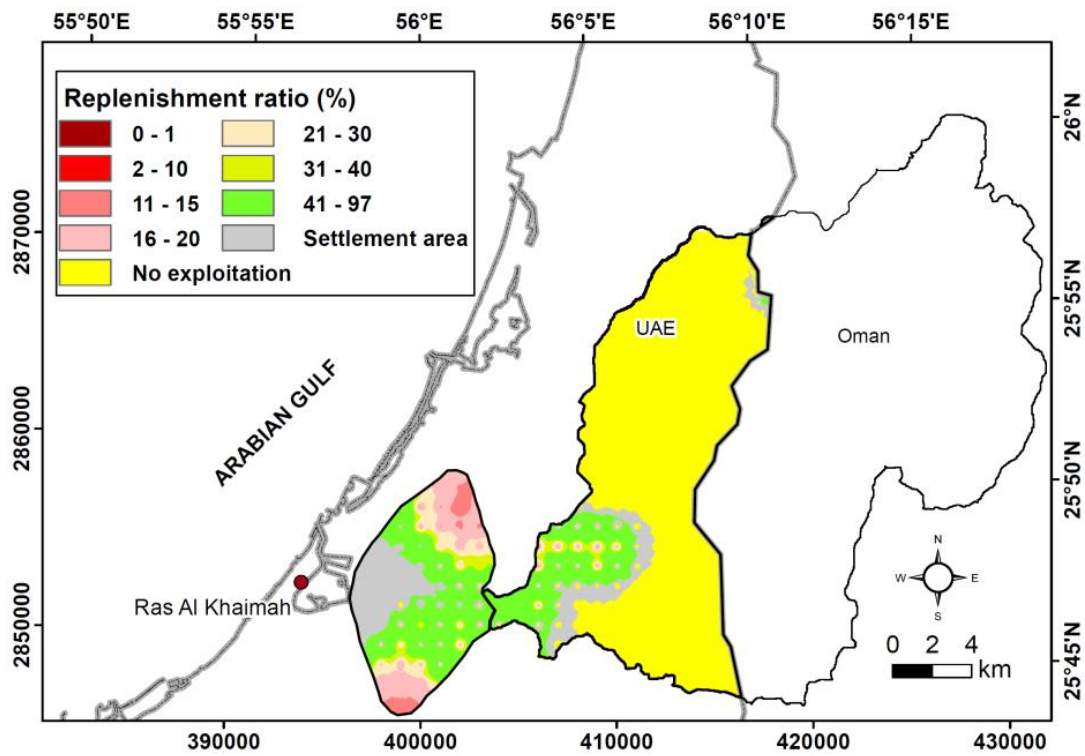 55°50'E 55°55'E 56°E 56°5'E 56°10'E 56°15'E
Replenishment ratio (%)
0 - 1 21 - 30
2 - 10 31 - 40
11 - 15 41 - 97
16 - 20 Settlement area
No exploitation
26°N
25°55'N
25°50'N
25°45'N
2870000
2860000
2850000
UAE
Oman
ARABIAN GULF
Ras Al Khaimah
N
W E
S
0 2 4
km
390000 400000 410000 420000 430000